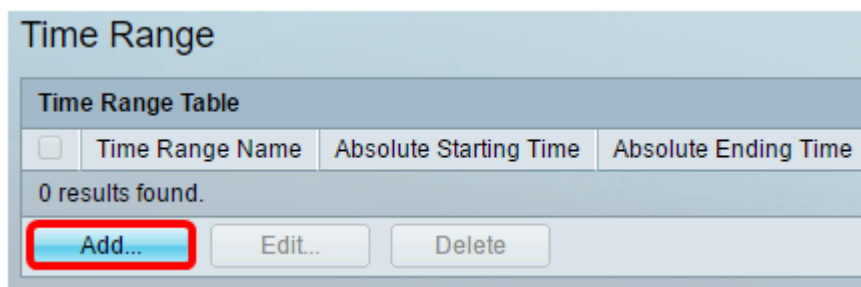 Time Range
Time Range Table
Time Range Name Absolute Starting Time Absolute Ending Time
0 results found.
Add... Edit... Delete